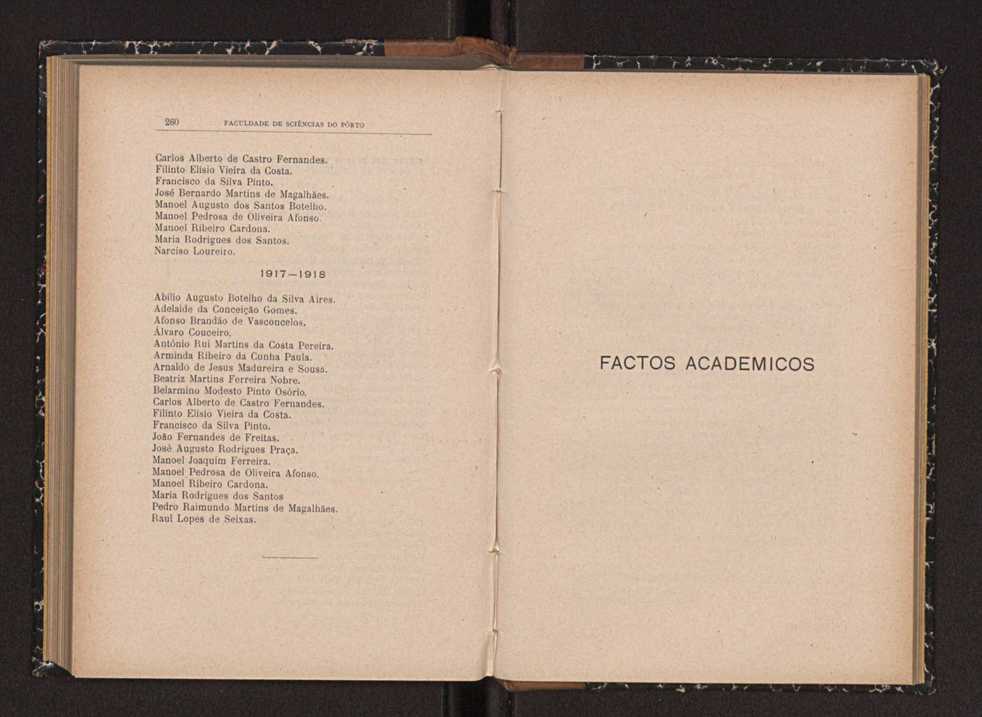 260 FACULDADE DE SCIÊNCIAS DO PÔRTO
Carlos Alberto de Castro Fernandes.
Filinto Elísio Vieira da Costa.
Francisco da Silva Pinto.
José Bernardo Martins de Magalhães.
Manoel Augusto dos Santos Botelho.
Manoel Pedrosa de Oliveira Afonso.
Manoel Ribeiro Cardona.
Maria Rodrigues dos Santos.
Narciso Loureiro.
1917—1918
Abílio Augusto Botelho da Silva Aires.
Adelaide da Conceição Gomes.
Afonso Brandão de Vasconcelos.
Álvaro Couceiro.
António Rui Martins da Costa Pereira.
Arminda Ribeiro da Cunha Paula.
Arnaldo de Jesus Madureira e Sousa.
Beatriz Martins Ferreira Nobre.
Belarmino Modesto Pinto Osório.
Carlos Alberto de Castro Fernandes.
Filinto Elísio Vieira da Costa.
Francisco da Silva Pinto.
João Fernandes de Freitas.
José Augusto Rodrigues Praça.
Manoel Joaquim Ferreira.
Manoel Pedrosa de Oliveira Afonso.
Manoel Ribeiro Cardona.
Maria Rodrigues dos Santos
Pedro Raimundo Martins de Magalhães.
Raul Lopes de Seixas.
FACTOS ACADEMICOS